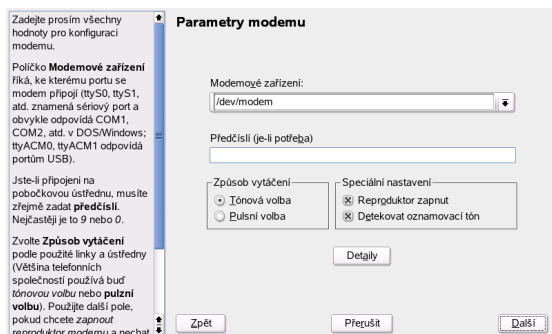 Zadejte prosím všechny
hodnoty pro konfiguraci
modemu.
Políčko Modemové zařízení
říká, ke kterému portu se
modem připojí (ttyS0, ttyS1,
atd. znamená sériový port a
obvykle odpovídá COM1,
COM2, atd. v DOS/Windows;
ttyACM0, ttyACM1 odpovídá
portům USB).
Jste-li připojeni na
pobočkovou ústřednu, musíte
zřejmě zadat předčíslí.
Nejčastěji je to 9 nebo 0.
Zvolte Způsob vytáčení
podle použité linky a ústředny
(Většina telefonních
společností používá buď
tónovou volbu nebo pulzní
volbu). Použijte další pole,
pokud chcete zapnout
reproduktor modemu a nechat
Parametry modemu
Modemové zařízení:
/dev/modem
Předčíslí (je-li potřeba)
Způsob vytáčení
Tónová volba
Pulsní volba
Speciální nastavení
Reproduktor zapnut
Detekovat oznamovací tón
Detaily
Zpět
Přerušit
Další